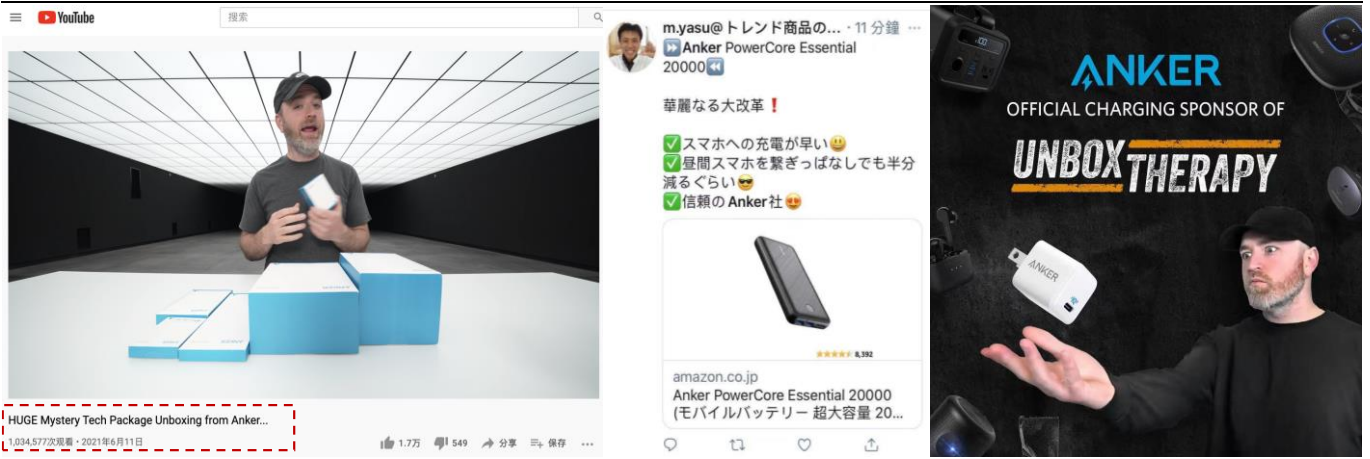 YouTube
搜索
HUGE Mystery Tech Package Unboxing from Anker...
1,034,577次观看・2021年6月11日
1.7万
549
分享
保存
m.yasu@トレンド商品の... ・11 分鐘
⏩Anker PowerCore Essential
20000⏪
華麗なる大改革❗
✅スマホへの充電が早い😃
✅昼間スマホを繋ぎっぱなしでも半分
減るぐらい😎
✅信頼の Anker社😍
8,392
amazon.co.jp
Anker PowerCore Essential 20000
(モバイルバッテリー 超大容量 20...
ANKER
OFFICIAL CHARGING SPONSOR OF
UNBOX THERAPY
ANKER